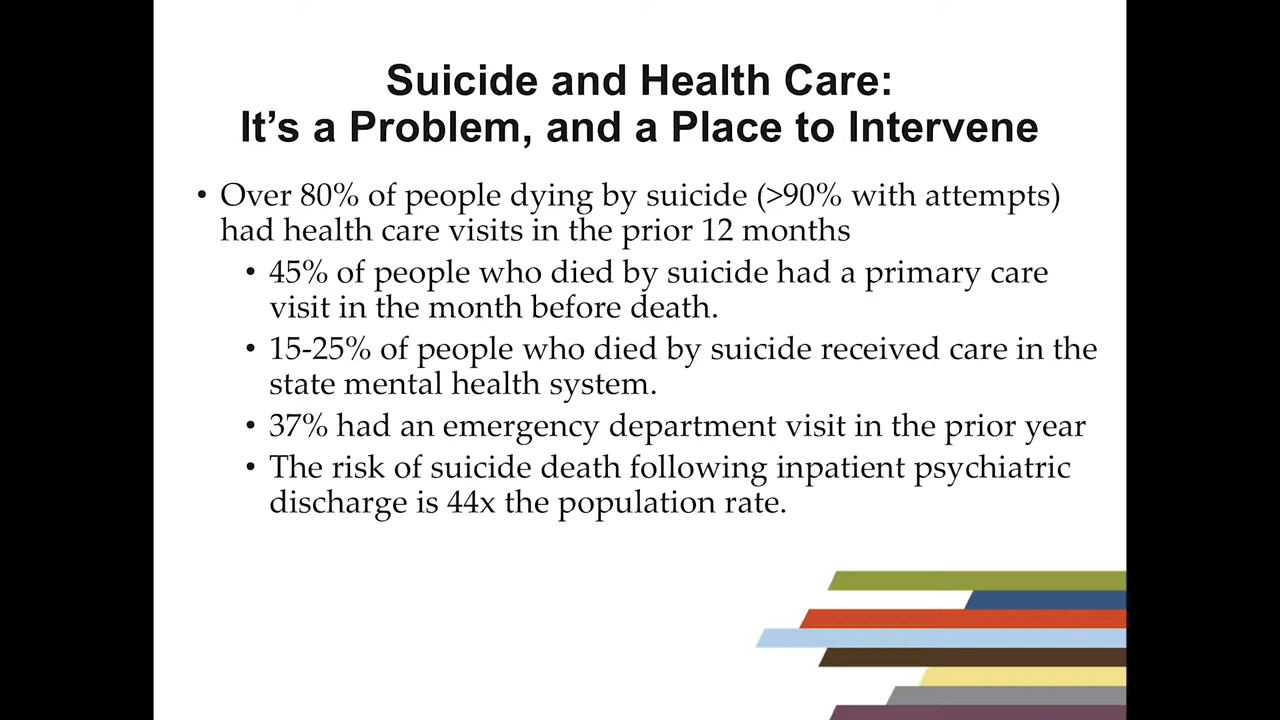 Suicide and Health Care:
It's a Problem, and a Place to Intervene
• Over 80% of people dying by suicide (>90% with attempts)
had health care visits in the prior 12 months
• 45% of people who died by suicide had a primary care
visit in the month before death.
• 15-25% of people who died by suicide received care in the
state mental health system.
• 37% had an emergency department visit in the prior year
• The risk of suicide death following inpatient psychiatric
discharge is 44x the population rate.